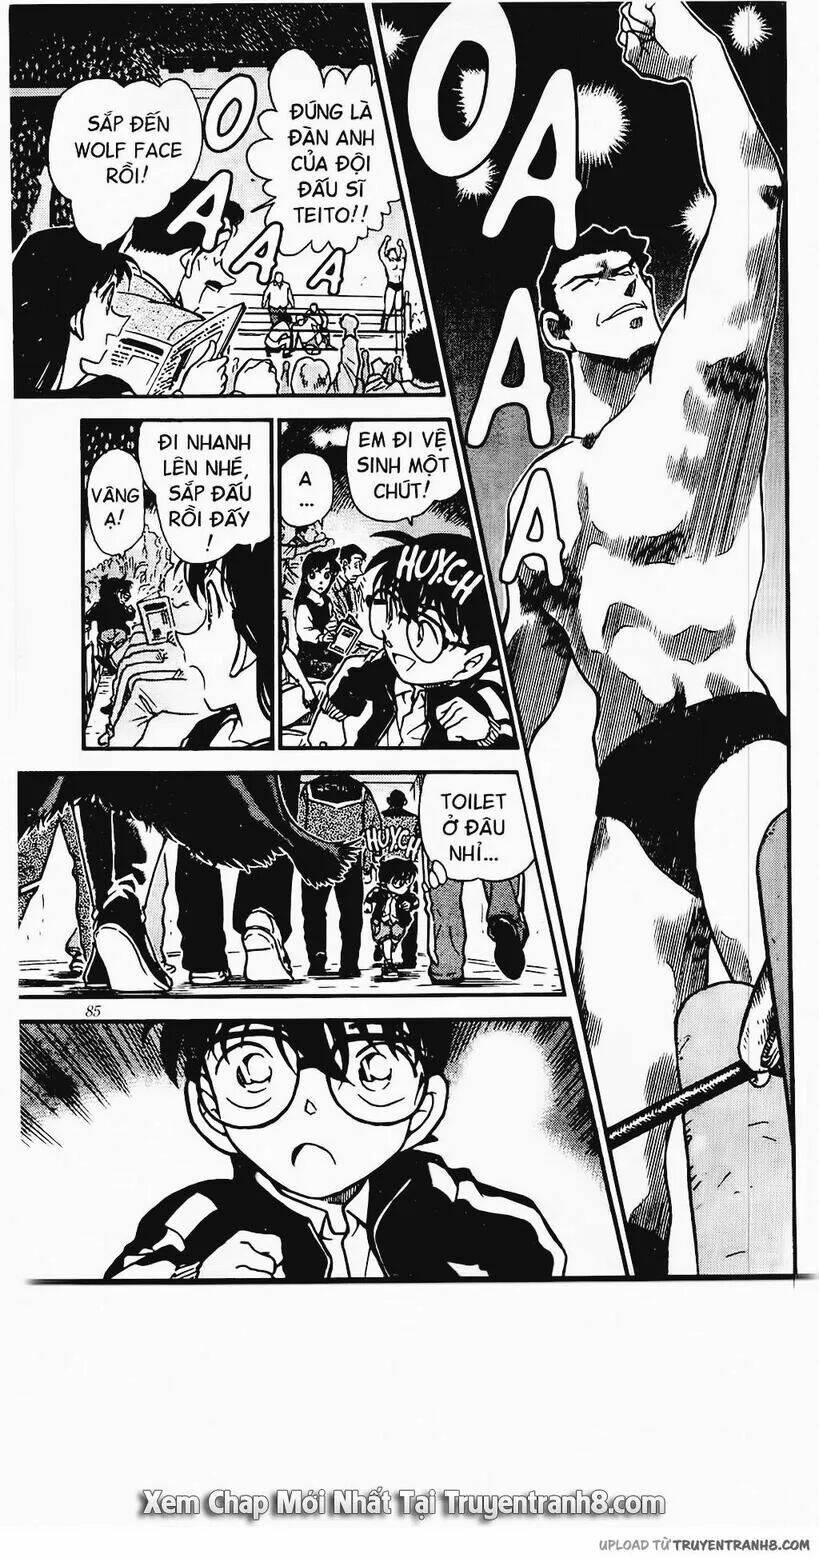 SẮP ĐẾN
WOLF FACE
RỒI!
ĐÚNG LÀ
ĐÀN ANH
CỦA ĐỘI
ĐẤU SĨ
TEITO!!
O
A
A
A
A
O
A
A
A
A
EM ĐI VỆ
SINH MỘT
CHÚT!
A
...
HUỴCH
ĐI NHANH
LÊN NHÉ,
SẮP ĐẤU
RỒI ĐẤY
!
VÂNG
Ạ!
TOILET
Ở ĐÂU
NHỈ...
HUỴCH
85
Xem Chap Mới Nhất Tại Truyentranh8.com
UPLOAD TỪ TRUYENTRANH8.COM